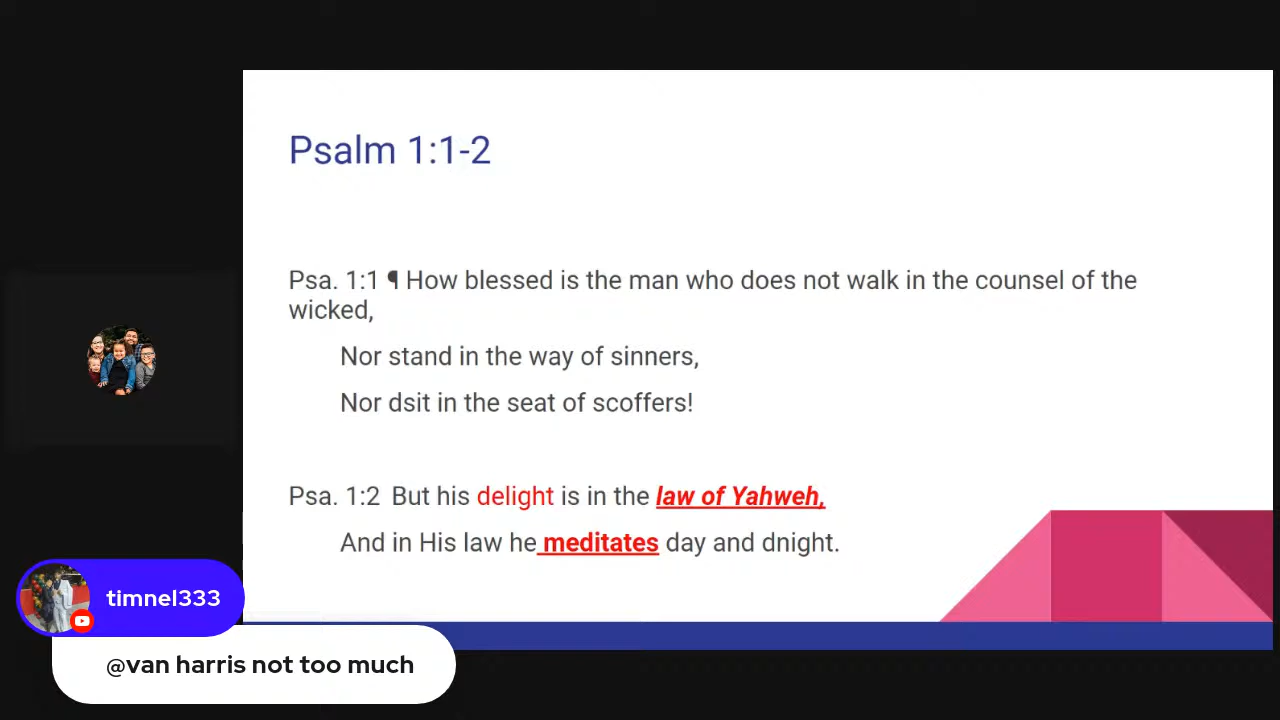 Psalm 1:1-2
Psa. 1:1 ¶ How blessed is the man who does not walk in the counsel of the
wicked,
Nor stand in the way of sinners,
Nor dsit in the seat of scoffers!
Psa. 1:2 But his delight is in the law of Yahweh,
And in His law he meditates day and dnight.
timnel333
@van harris not too much